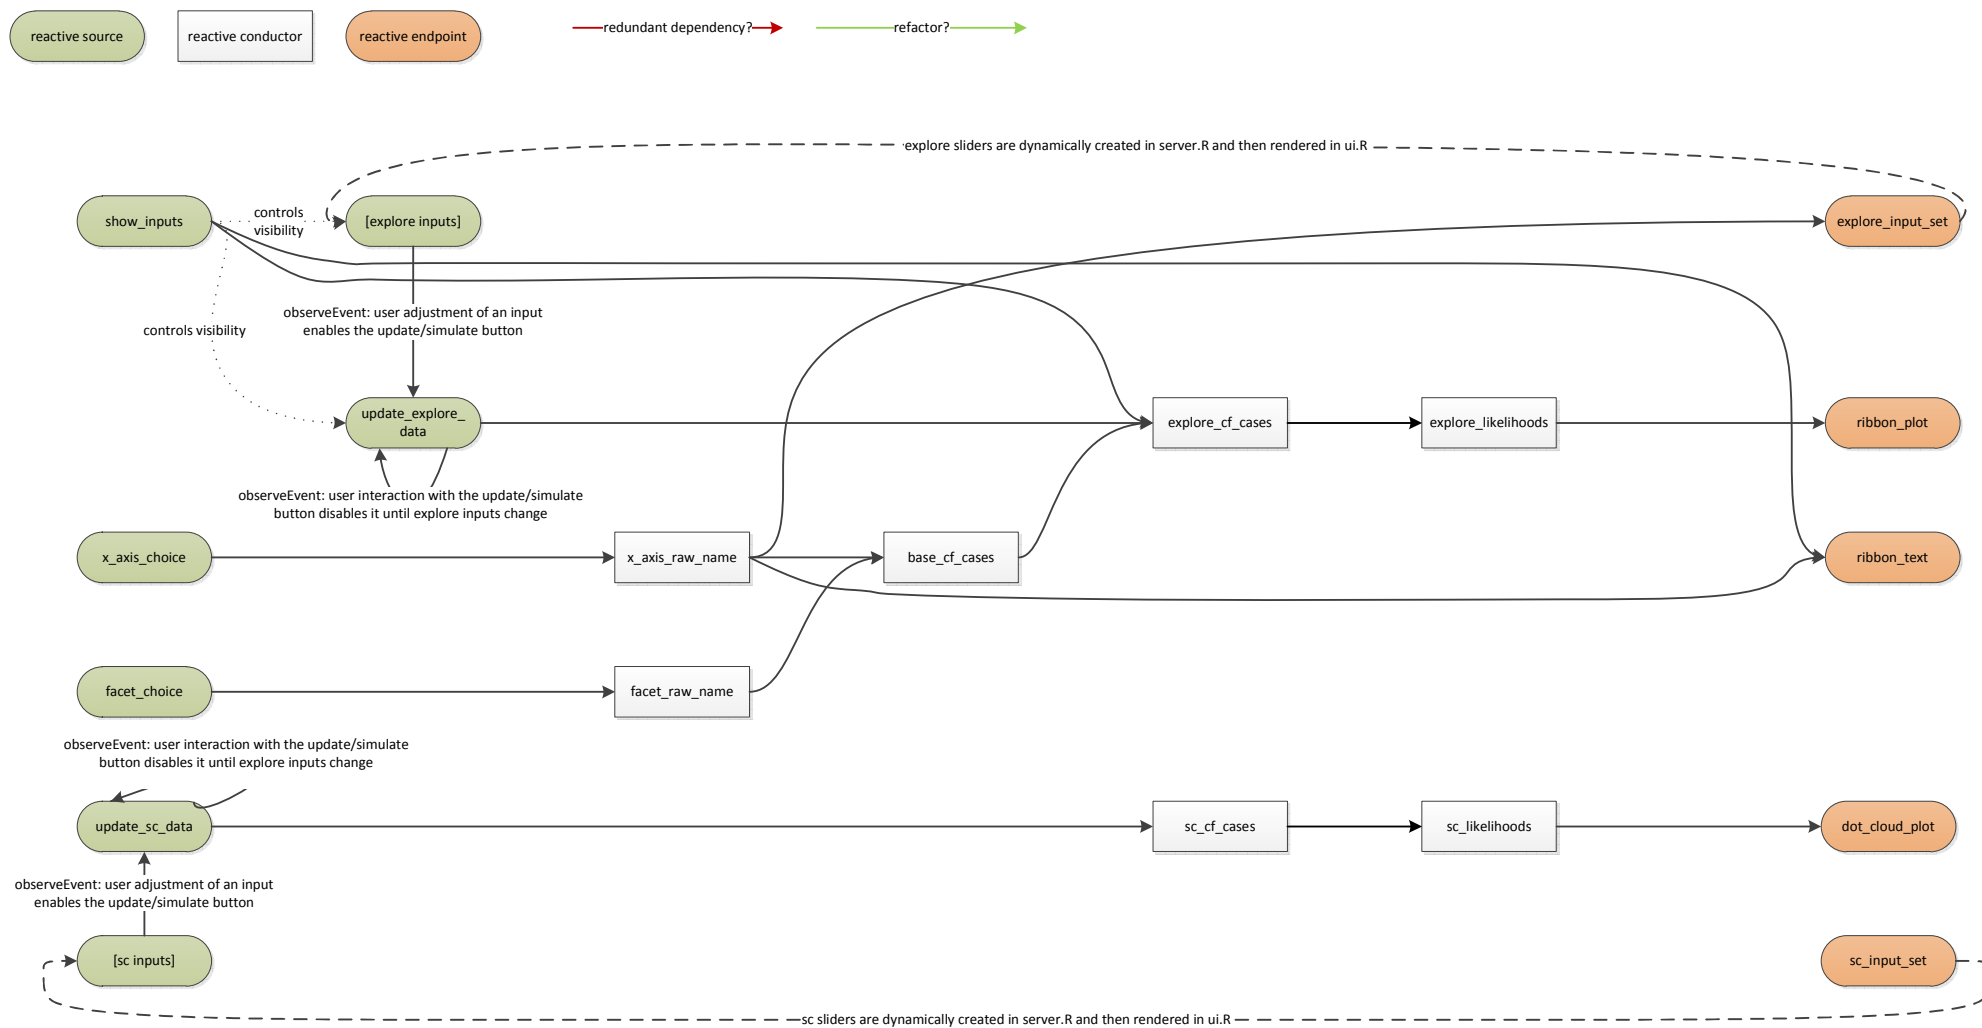 reactive source
reactive conductor
reactive endpoint
redundant dependency?
refactor?
explore sliders are dynamically created in server.R and then rendered in ui.R
show_inputs
controls
visibility
[explore inputs]
explore_input_set
observeEvent: user adjustment of an input
enables the update/simulate button
controls visibility
update_explore_
data
explore_cf_cases
explore_likelihoods
ribbon_plot
observeEvent: user interaction with the update/simulate
button disables it until explore inputs change
x_axis_choice
x_axis_raw_name
base_cf_cases
ribbon_text
facet_choice
facet_raw_name
observeEvent: user interaction with the update/simulate
button disables it until explore inputs change
update_sc_data
sc_cf_cases
sc_likelihoods
dot_cloud_plot
observeEvent: user adjustment of an input
enables the update/simulate button
[sc inputs]
sc_input_set
sc sliders are dynamically created in server.R and then rendered in ui.R